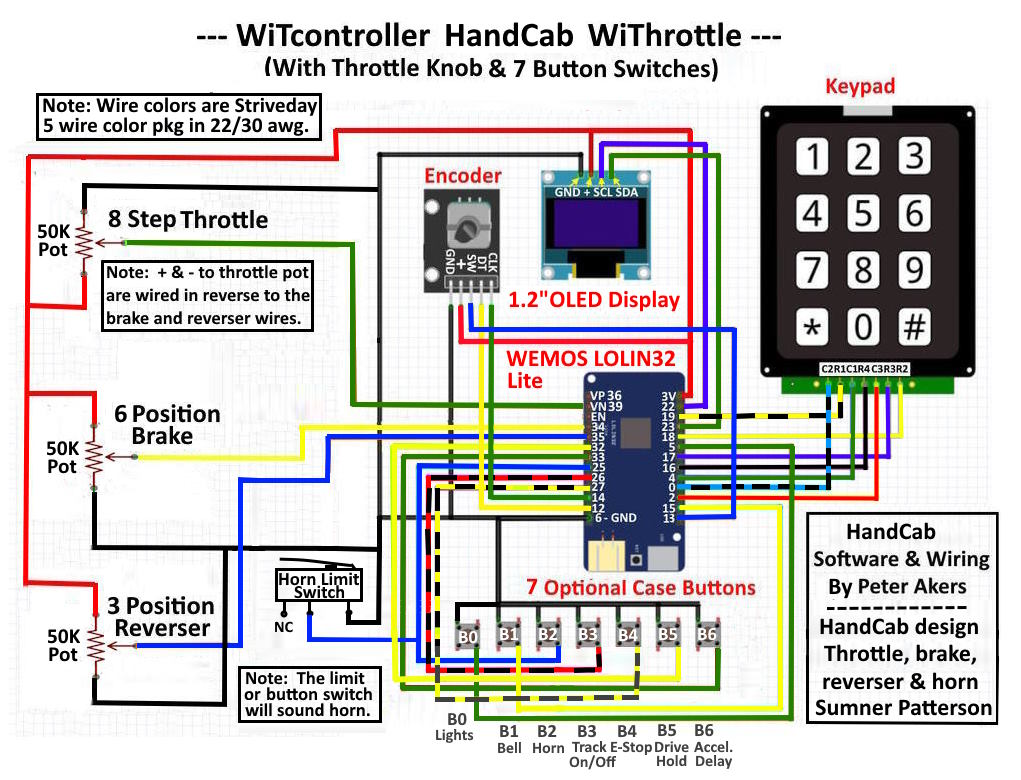 --- WiTcontroller HandCab WiThrottle ---
(With Throttle Knob & 7 Button Switches)
Note: Wire colors are Striveday
5 wire color pkg in 22/30 awg.
Keypad
1 2 3
4 5 6
7 8 9
* 0 #
C2R1C1R4 C3R3R2
Encoder
GND
+
SW
DT
CLK
GND + SCL SDA
1.2"OLED Display
8 Step Throttle
50K
Pot
Note: + & - to throttle pot
are wired in reverse to the
brake and reverser wires.
WEMOS LOLIN32
Lite
VP 36
VN 39
EN
34
35
32
33
25
26
27
14
12
6 - GND
3V
22
19
23
18
5
17
16
4
0
2
15
13
6 Position
Brake
50K
Pot
Horn Limit
Switch
NC
3 Position
Reverser
50K
Pot
Note: The limit
or button switch
will sound horn.
7 Optional Case Buttons
B0 B1 B2 B3 B4 B5 B6
B0
Lights
B1
Bell
B2
Horn
B3
Track
On/Off
B4
E-Stop
B5
Drive
Hold
B6
Accel.
Delay
HandCab
Software & Wiring
By Peter Akers
---------------
HandCab design
Throttle, brake,
reverser & horn
Sumner Patterson